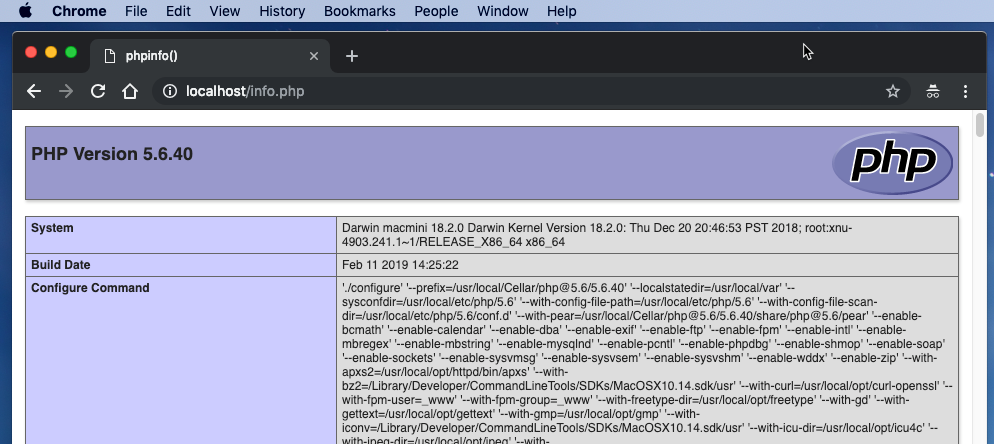 Chrome File Edit View History Bookmarks People Window Help
phpinfo()
localhost/info.php
PHP Version 5.6.40
php
System
Darwin macmini 18.2.0 Darwin Kernel Version 18.2.0: Thu Dec 20 20:46:53 PST 2018; root:xnu-
4903.241.1~1/RELEASE_X86_64 x86_64
Build Date
Feb 11 2019 14:25:22
Configure Command
'./configure' '--prefix=/usr/local/Cellar/php@5.6/5.6.40' '--localstatedir=/usr/local/var' '--
sysconfdir=/usr/local/etc/php/5.6' '--with-config-file-path=/usr/local/etc/php/5.6' '--with-config-file-scan-
dir=/usr/local/etc/php/5.6/conf.d' '--with-pear=/usr/local/Cellar/php@5.6/5.6.40/share/php@5.6/pear' '--enable-
bcmath' '--enable-calendar' '--enable-dba' '--enable-exif' '--enable-ftp' '--enable-fpm' '--enable-intl' '--enable-
mbregex' '--enable-mbstring' '--enable-mysqlnd' '--enable-pcntl' '--enable-phpdbg' '--enable-shmop' '--enable-soap'
'--enable-sockets' '--enable-sysvmsg' '--enable-sysvsem' '--enable-sysvshm' '--enable-wddx' '--enable-zip' '--with-
apxs2=/usr/local/opt/httpd/bin/apxs' '--with-
bz2=/Library/Developer/CommandLineTools/SDKs/MacOSX10.14.sdk/usr' '--with-curl=/usr/local/opt/curl-openssl' '--
with-fpm-user=_www' '--with-fpm-group=_www' '--with-freetype-dir=/usr/local/opt/freetype' '--with-gd' '--with-
gettext=/usr/local/opt/gettext' '--with-gmp=/usr/local/opt/gmp' '--with-
iconv=/Library/Developer/CommandLineTools/SDKs/MacOSX10.14.sdk/usr' '--with-icu-dir=/usr/local/opt/icu4c' '--
with-jpeg-dir=/usr/local/opt/jpeg' '--with-